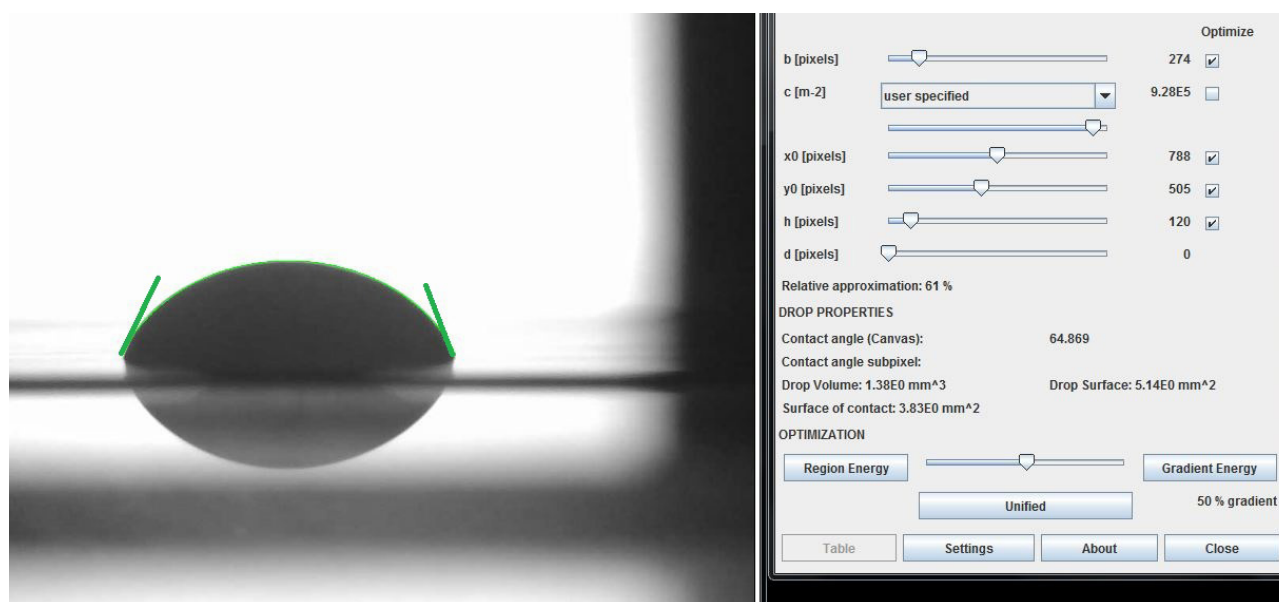 Optimize
b [pixels] 274
c [m-2] user specified 9.28E5
x0 [pixels] 788
y0 [pixels] 505
h [pixels] 120
d [pixels] 0
Relative approximation: 61 %
DROP PROPERTIES
Contact angle (Canvas): 64.869
Contact angle subpixel:
Drop Volume: 1.38E0 mm^3 Drop Surface: 5.14E0 mm^2
Surface of contact: 3.83E0 mm^2
OPTIMIZATION
Region Energy Gradient Energy
Unified 50 % gradient
Table Settings About Close